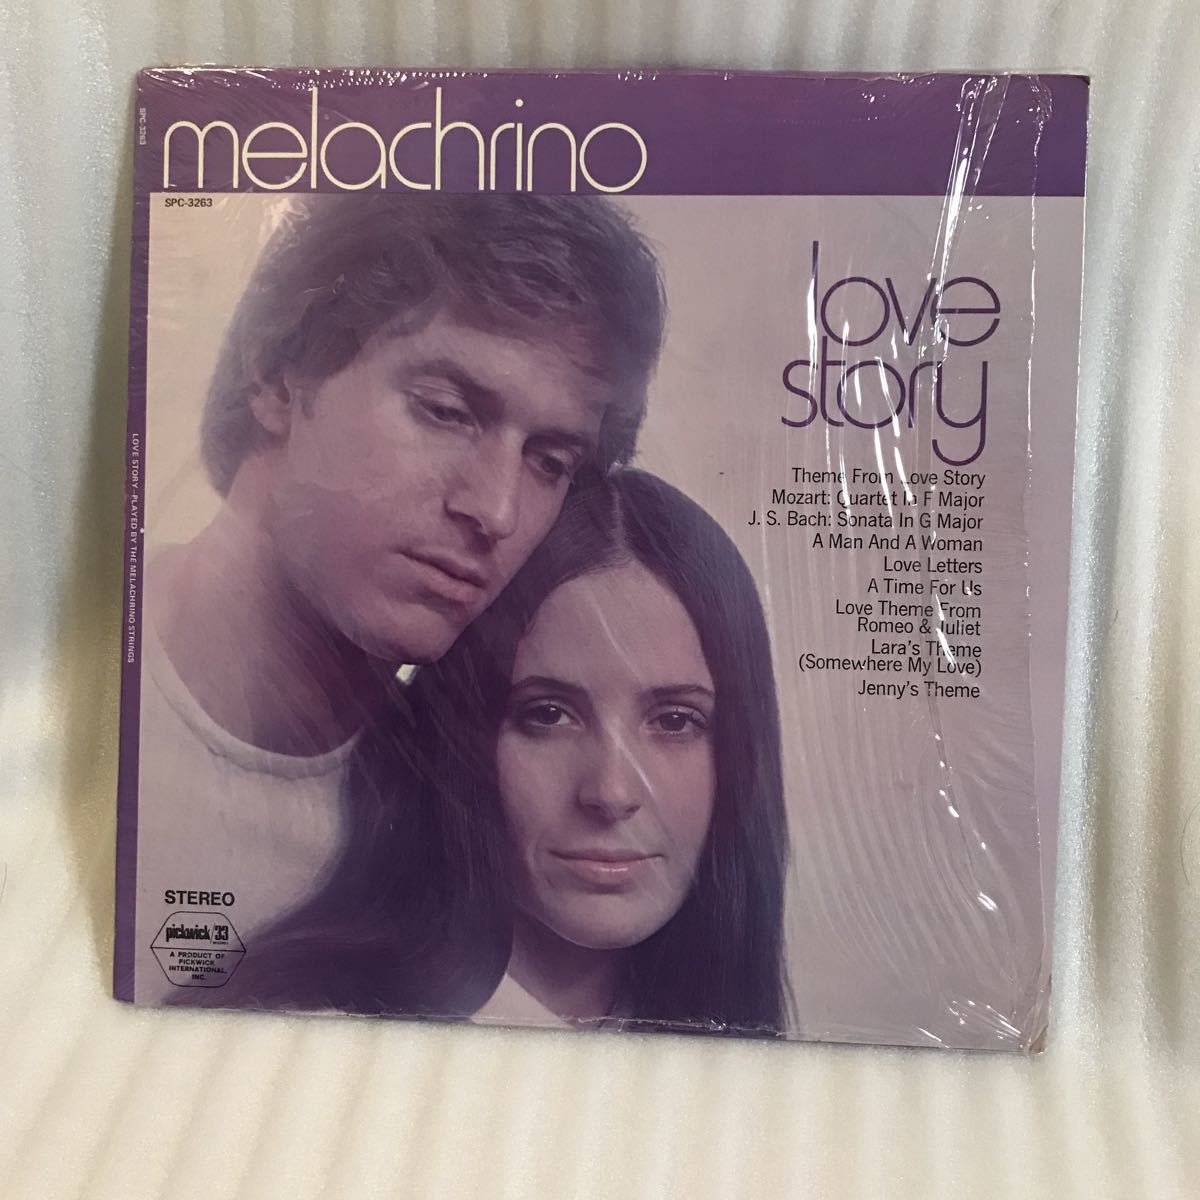 melachrino
SPC-3263
SPC-3263
love
story
Theme From Love Story
Mozart: Quartet In F Major
J. S. Bach: Sonata In G Major
A Man And A Woman
Love Letters
A Time For Us
Love Theme From
Romeo & Juliet
Lara's Theme
(Somewhere My Love)
Jenny's Theme
LOVE STORY-PLAYED BY THE MELACHRINO STRINGS
STEREO
pickwick/33
A PRODUCT OF
PICKWICK
INTERNATIONAL,
INC.